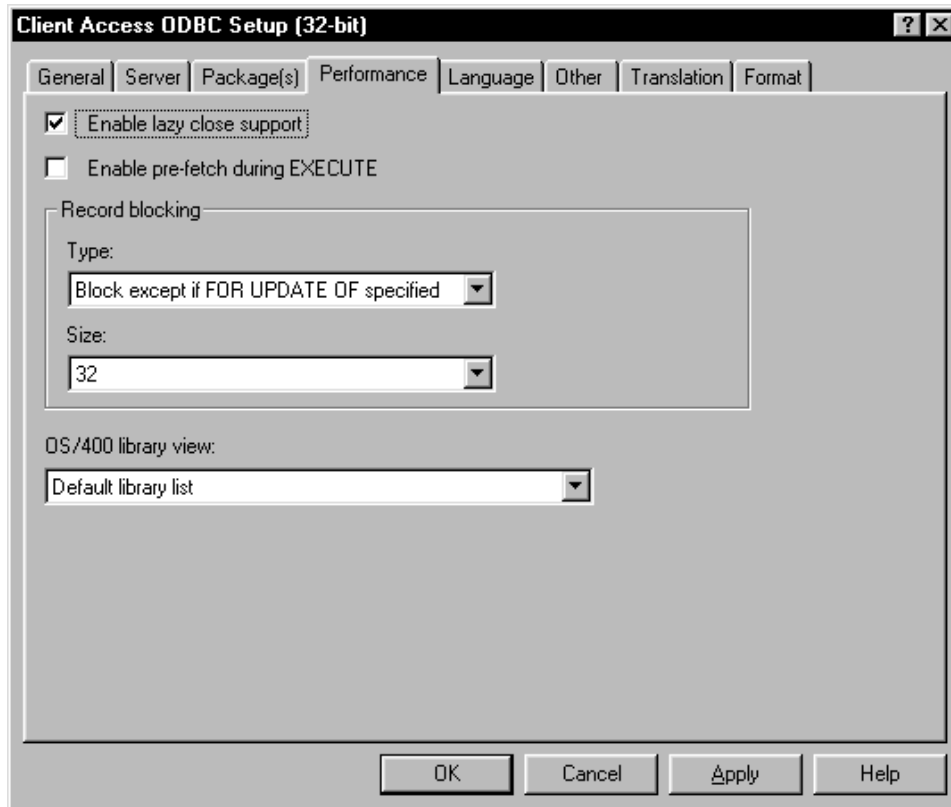 Client Access ODBC Setup (32-bit)
General Server Package(s) Performance Language Other Translation Format
Enable lazy close support
Enable pre-fetch during EXECUTE
Record blocking
Type:
Block except if FOR UPDATE OF specified
Size:
32
OS/400 library view:
Default library list
OK Cancel Apply Help